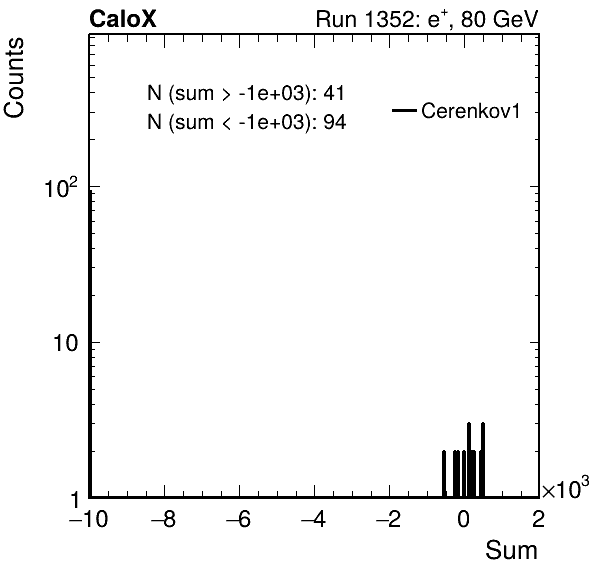 CaloX Run 1352: e⁺, 80 GeV
Counts
N (sum > -1e+03): 41
N (sum < -1e+03): 94
Cerenkov1
10²
10
1
−10 −8 −6 −4 −2 0 2
×10³
Sum